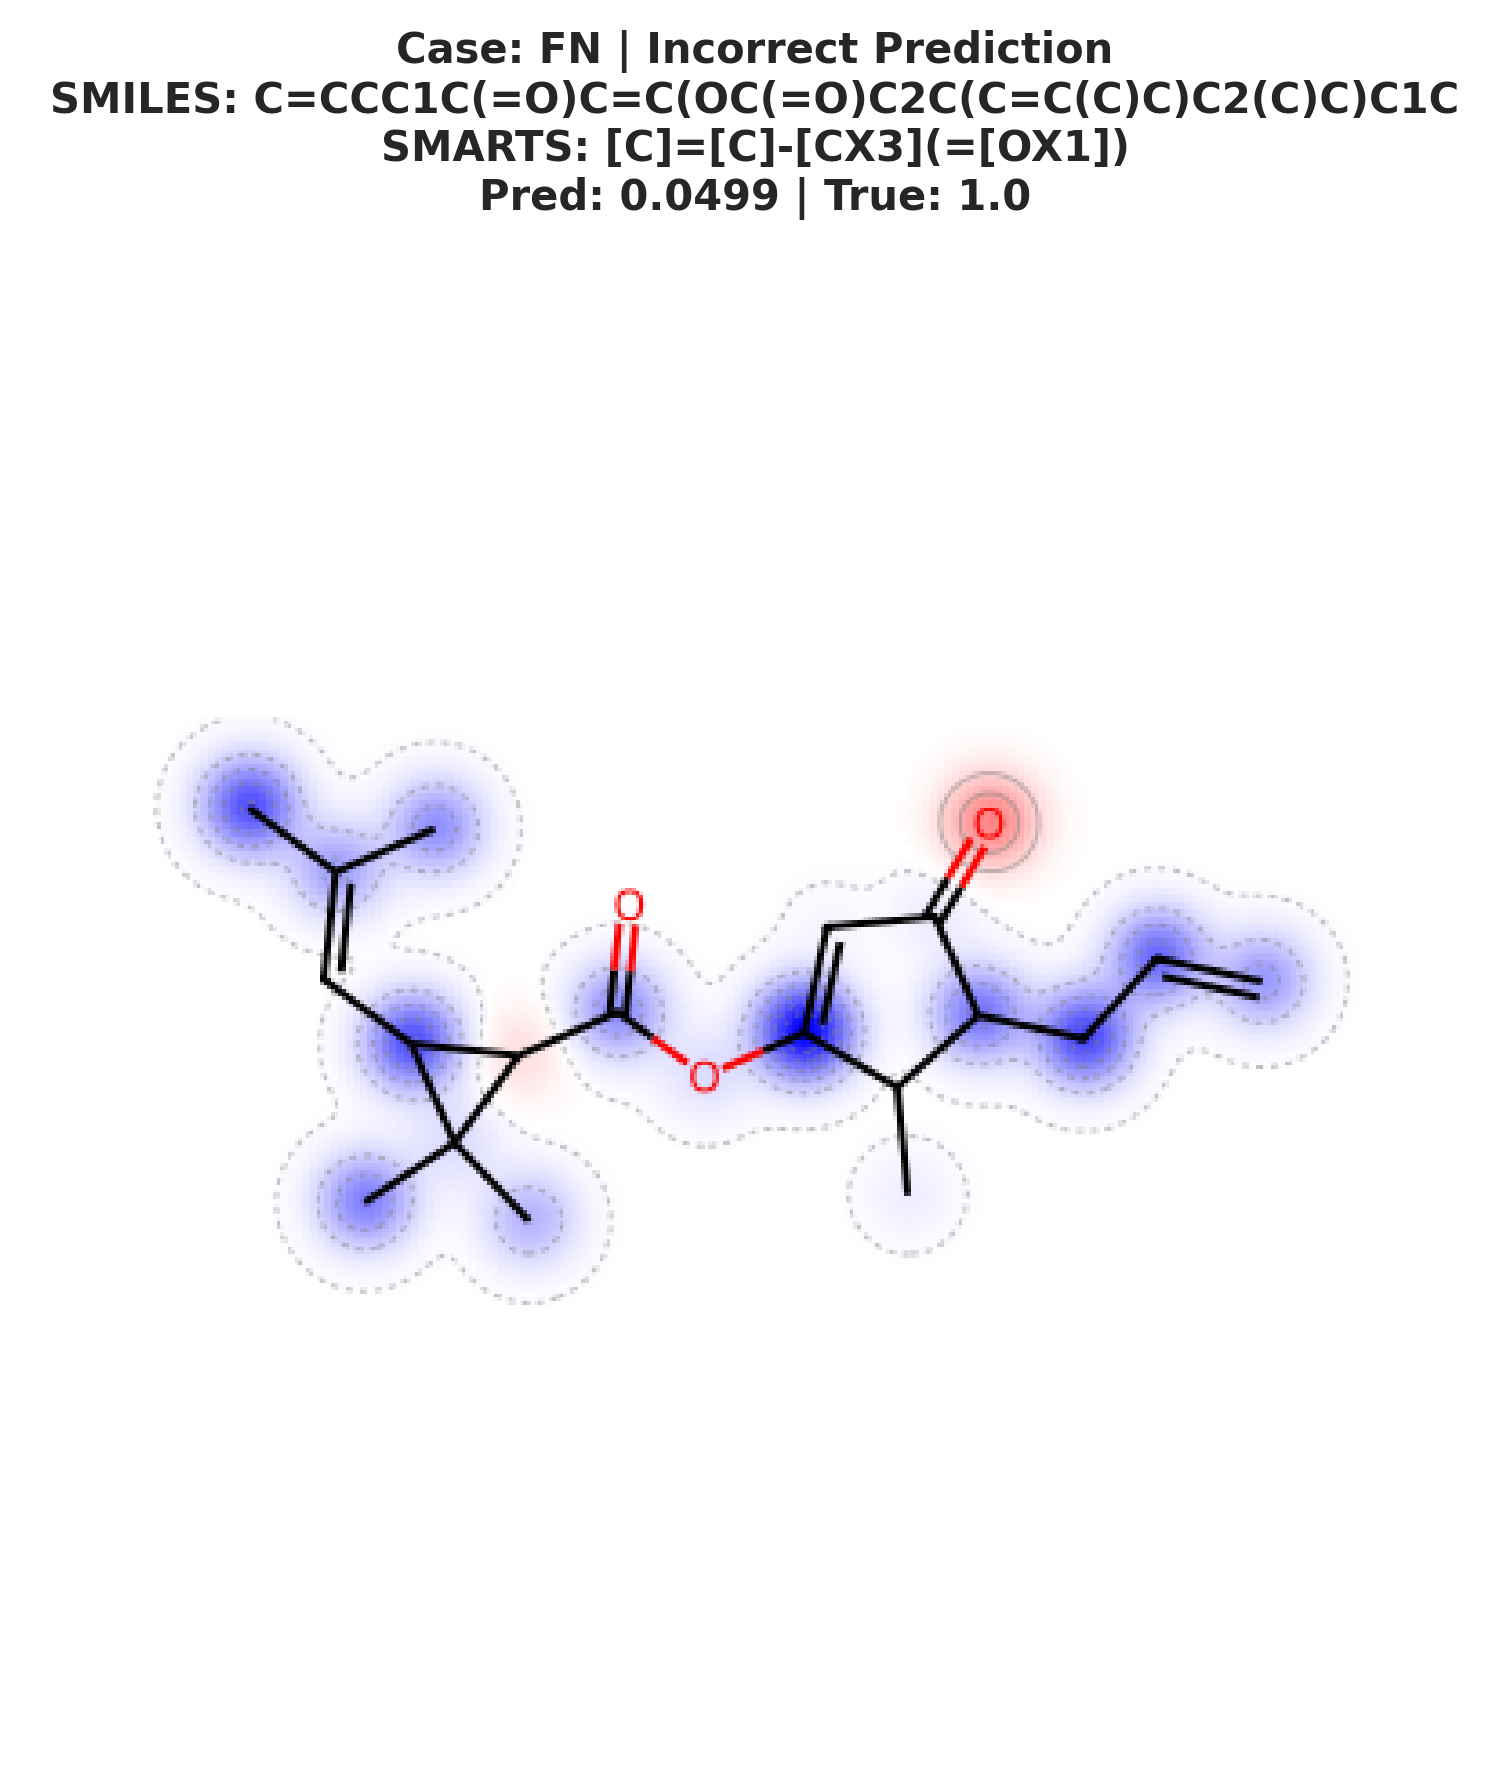 Case: FN | Incorrect Prediction
SMILES: C=CCC1C(=O)C=C(OC(=O)C2C(C=C(C)C)C2(C)C)C1C
SMARTS: [C]=[C]-[CX3](=[OX1])
Pred: 0.0499 | True: 1.0
O
O
O